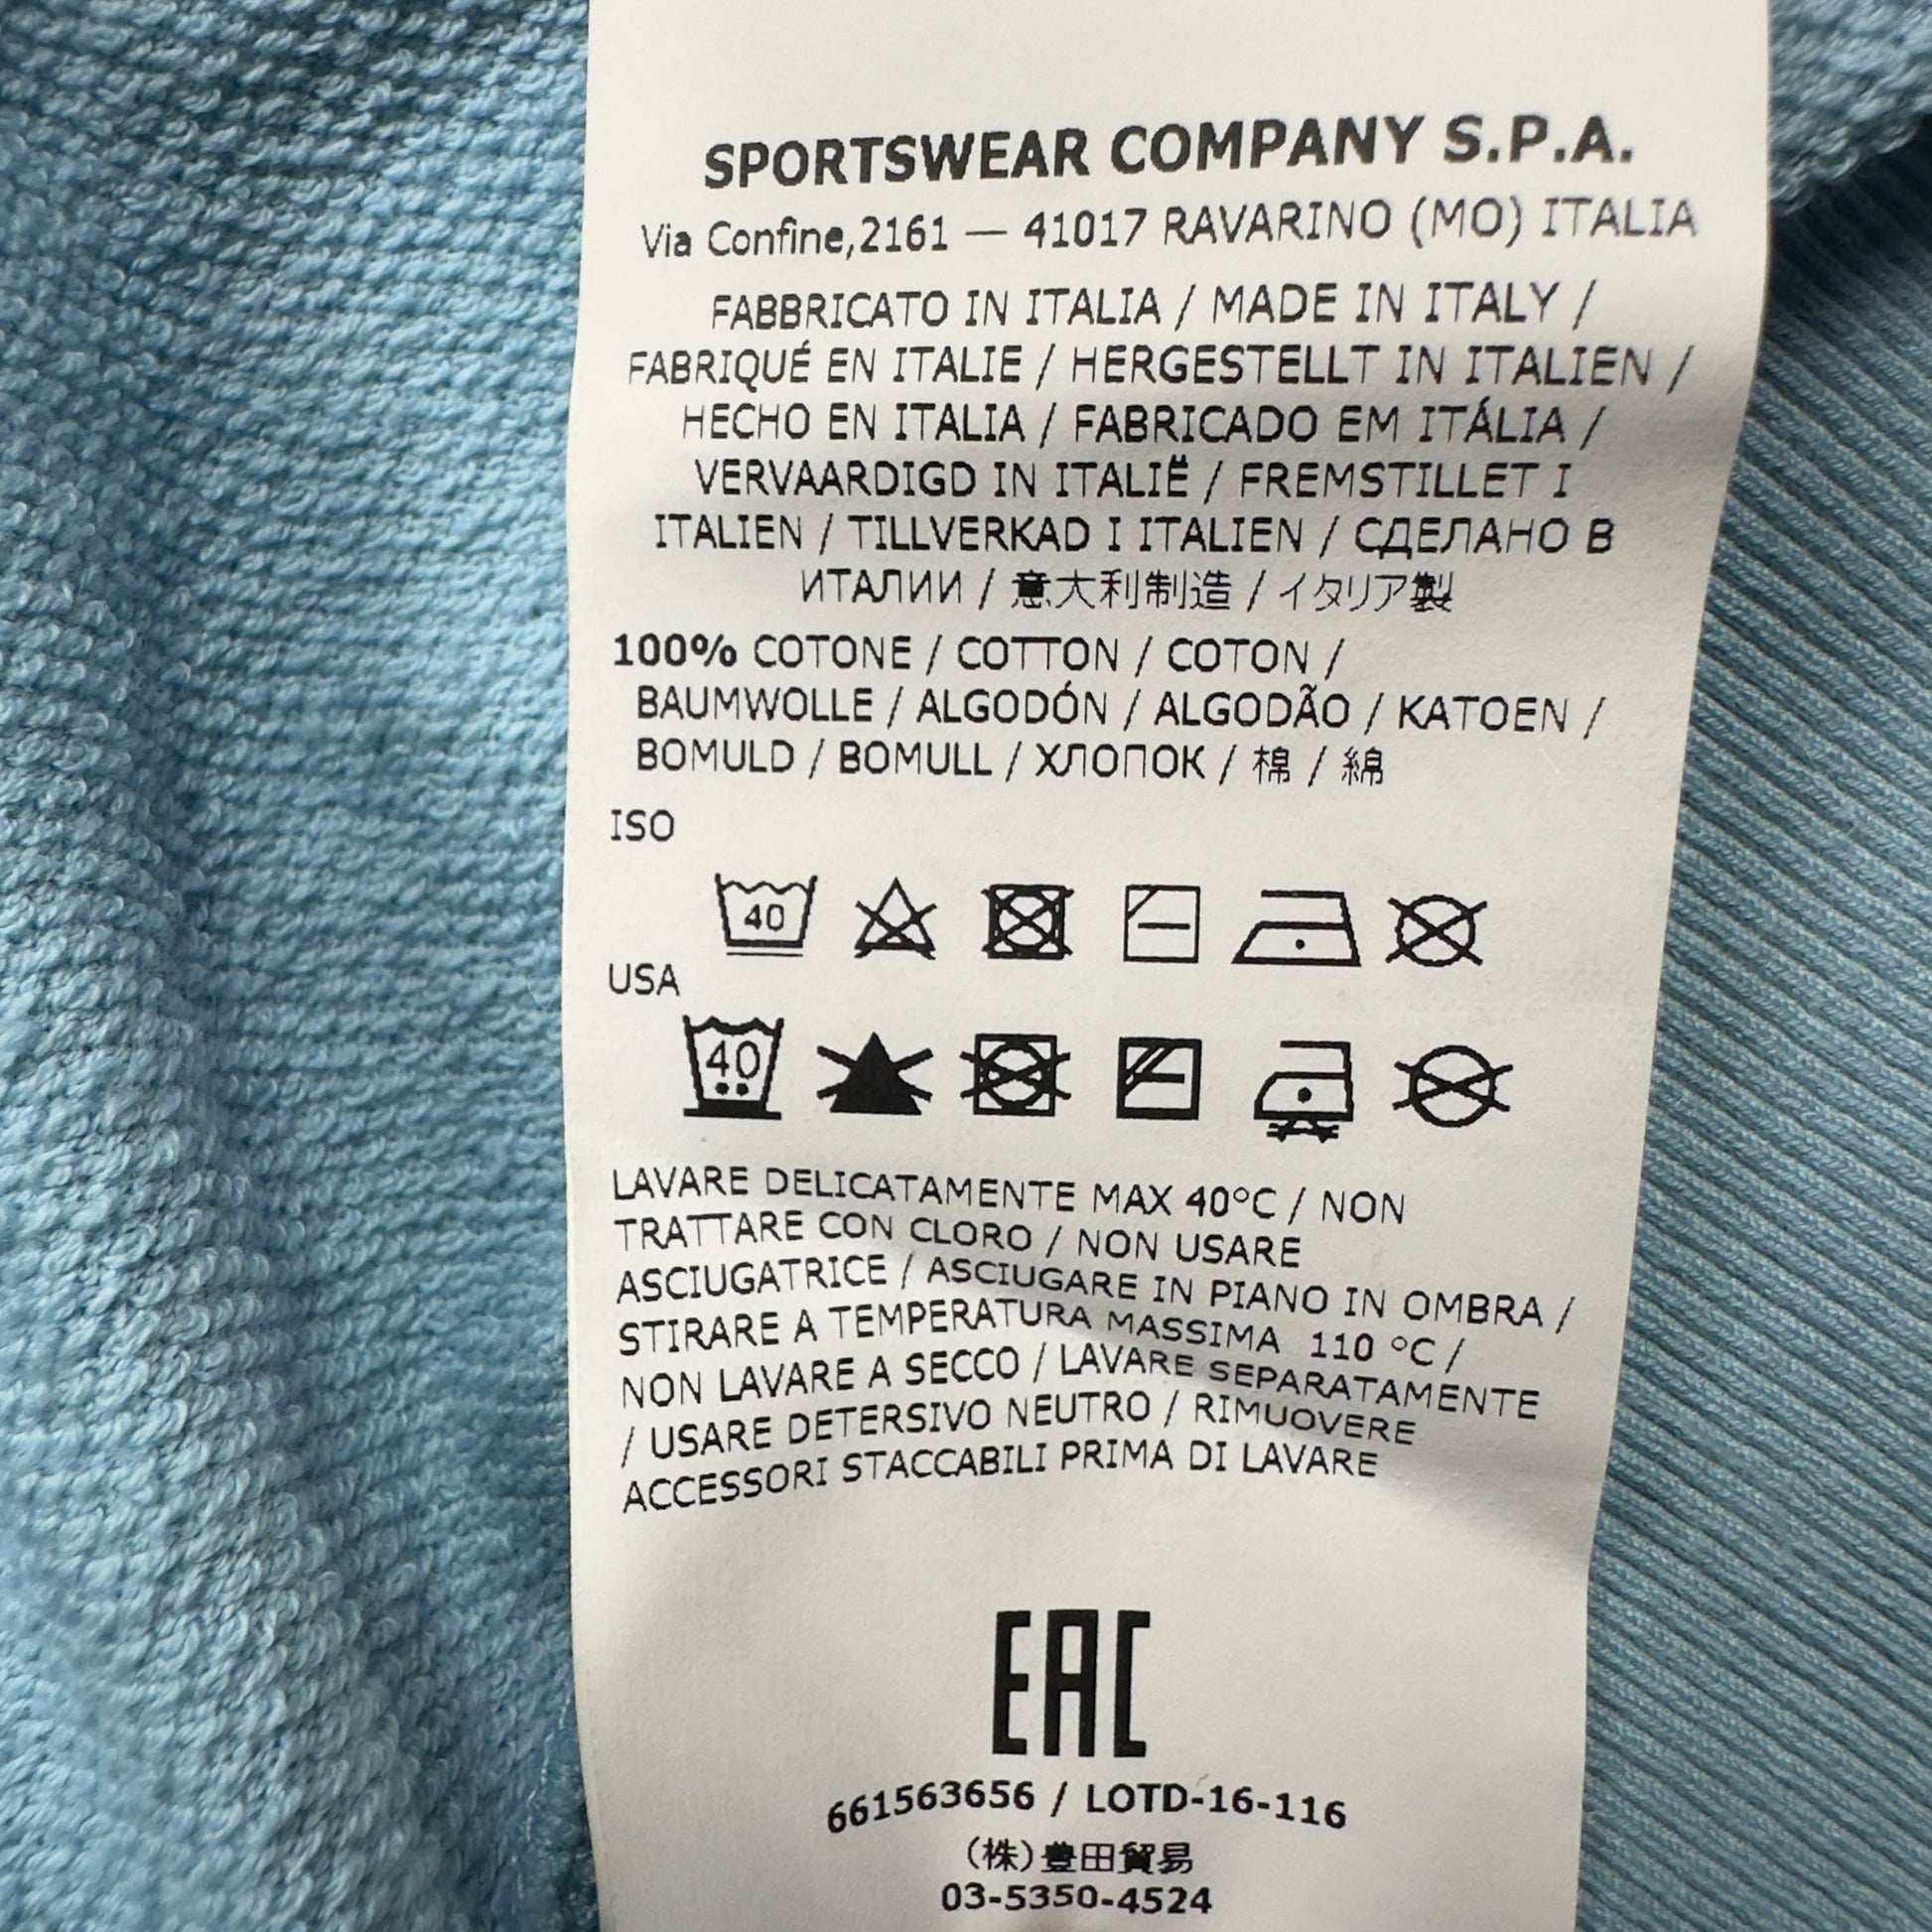 SPORTSWEAR COMPANY S.P.A.
Via Confine,2161 — 41017 RAVARINO (MO) ITALIA
FABBRICATO IN ITALIA / MADE IN ITALY /
FABRIQUÉ EN ITALIE / HERGESTELLT IN ITALIEN /
HECHO EN ITALIA / FABRICADO EM ITÁLIA /
VERVAARDIGD IN ITALIË / FREMSTILLET I
ITALIEN / TILLVERKAD I ITALIEN / СДЕЛАНО В
ИТАЛИИ / 意大利制造 / イタリア製
100% COTONE / COTTON / COTON /
BAUMWOLLE / ALGODÓN / ALGODÃO / KATOEN /
BOMULD / BOMULL / ХЛОПОК / 棉 / 綿
ISO
40
USA
40
LAVARE DELICATAMENTE MAX 40°C / NON
TRATTARE CON CLORO / NON USARE
ASCIUGATRICE / ASCIUGARE IN PIANO IN OMBRA /
STIRARE A TEMPERATURA MASSIMA 110 °C /
NON LAVARE A SECCO / LAVARE SEPARATAMENTE
/ USARE DETERSIVO NEUTRO / RIMUOVERE
ACCESSORI STACCABILI PRIMA DI LAVARE
EAC
661563656 / LOTD-16-116
(株)豊田貿易
03-5350-4524